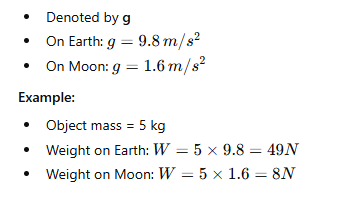 • Denoted by g
• On Earth: g = 9.8 m/s²
• On Moon: g = 1.6 m/s²
Example:
• Object mass = 5 kg
• Weight on Earth: W = 5 × 9.8 = 49N
• Weight on Moon: W = 5 × 1.6 = 8N